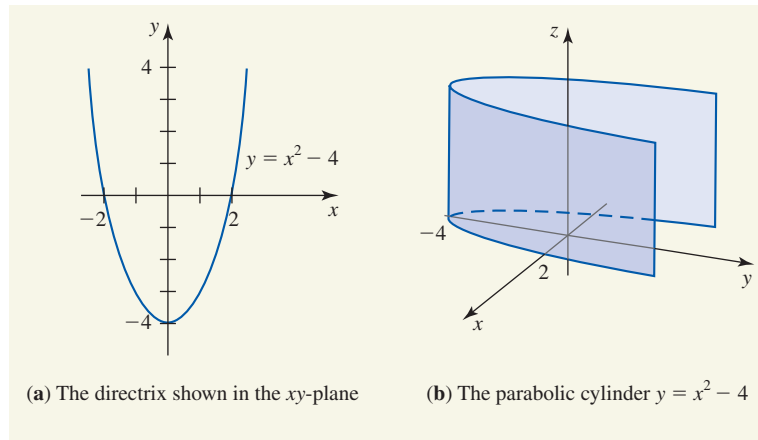 y
4
y = x² – 4
−2
2
x
−4
(a) The directrix shown in the xy-plane
z
−4
2
x
y
(b) The parabolic cylinder y = x² – 4